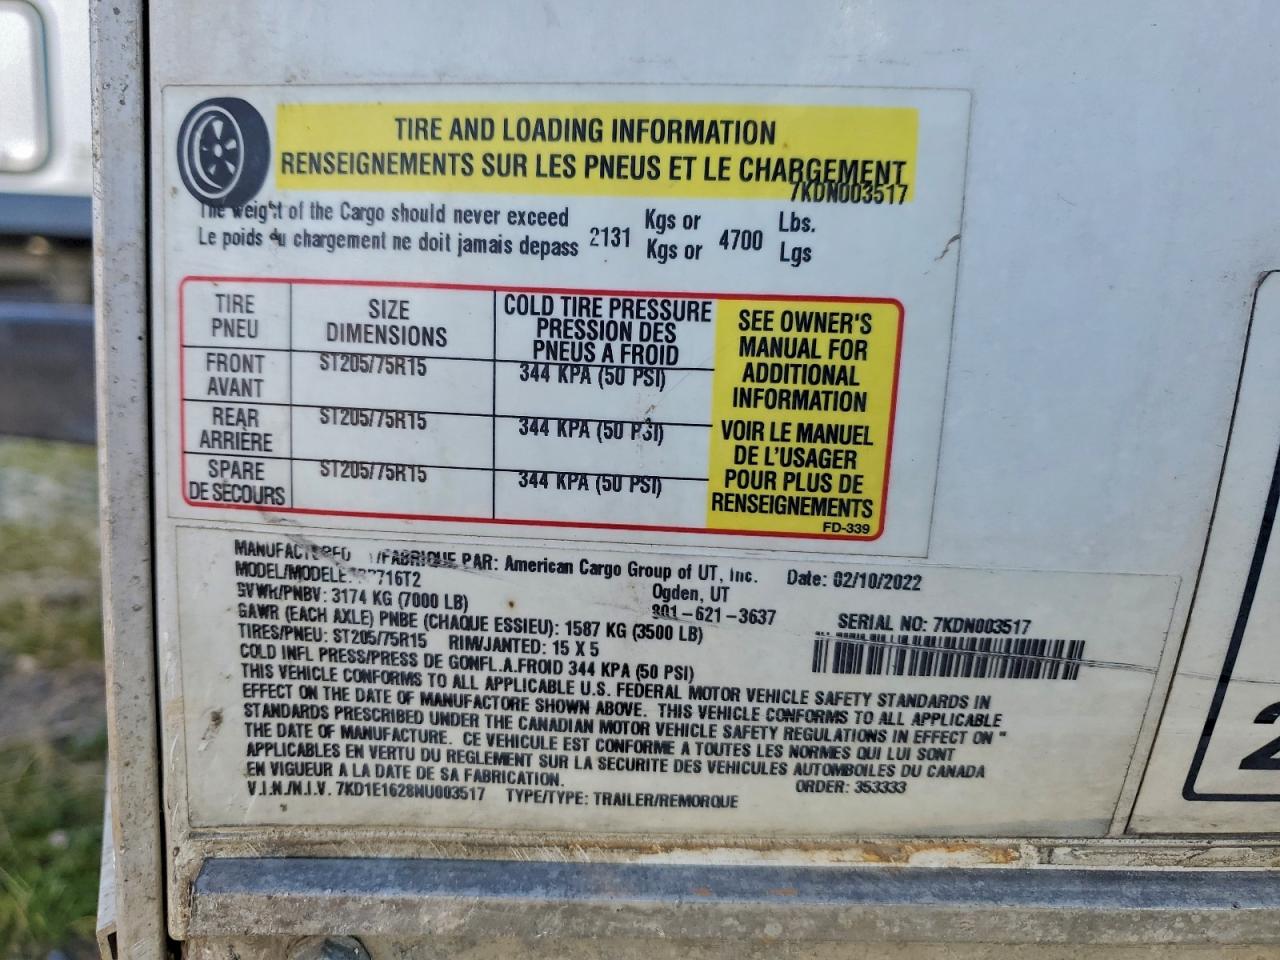 TIRE AND LOADING INFORMATION
RENSEIGNEMENTS SUR LES PNEUS ET LE CHARGEMENT
7KDN003517
The weight of the Cargo should never exceed 2131 Kgs or 4700 Lbs.
Le poids du chargement ne doit jamais depass Kgs or Lgs
TIRE
PNEU
SIZE
DIMENSIONS
COLD TIRE PRESSURE
PRESSION DES
PNEUS A FROID
FRONT
AVANT
ST205/75R15
344 KPA (50 PSI)
REAR
ARRIÈRE
ST205/75R15
344 KPA (50 PSI)
SPARE
DE SECOURS
ST205/75R15
344 KPA (50 PSI)
SEE OWNER'S
MANUAL FOR
ADDITIONAL
INFORMATION
VOIR LE MANUEL
DE L'USAGER
POUR PLUS DE
RENSEIGNEMENTS
FD-339
MANUFACTURED /FABRIQUE PAR: American Cargo Group of UT, Inc. Date: 02/10/2022
MODEL/MODELE: 716T2 Ogden, UT
GVWR/PNBV: 3174 KG (7000 LB) 801-621-3637
GAWR (EACH AXLE) PNBE (CHAQUE ESSIEU): 1587 KG (3500 LB) SERIAL NO: 7KDN003517
TIRES/PNEU: ST205/75R15 RIM/JANTED: 15 X 5
COLD INFL PRESS/PRESS DE GONFL.A.FROID 344 KPA (50 PSI)
THIS VEHICLE CONFORMS TO ALL APPLICABLE U.S. FEDERAL MOTOR VEHICLE SAFETY STANDARDS IN
EFFECT ON THE DATE OF MANUFACTORE SHOWN ABOVE. THIS VEHICLE CONFORMS TO ALL APPLICABLE
STANDARDS PRESCRIBED UNDER THE CANADIAN MOTOR VEHICLE SAFETY REGULATIONS IN EFFECT ON "
THE DATE OF MANUFACTURE. CE VEHICULE EST CONFORME A TOUTES LES NORMES QUI LUI SONT
APPLICABLES EN VERTU DU REGLEMENT SUR LA SECURITE DES VEHICULES AUTOMBOILES DU CANADA
EN VIGUEUR A LA DATE DE SA FABRICATION. ORDER: 353333
V.I.N./N.I.V. 7KD1E1628NU003517 TYPE/TYPE: TRAILER/REMORQUE
2